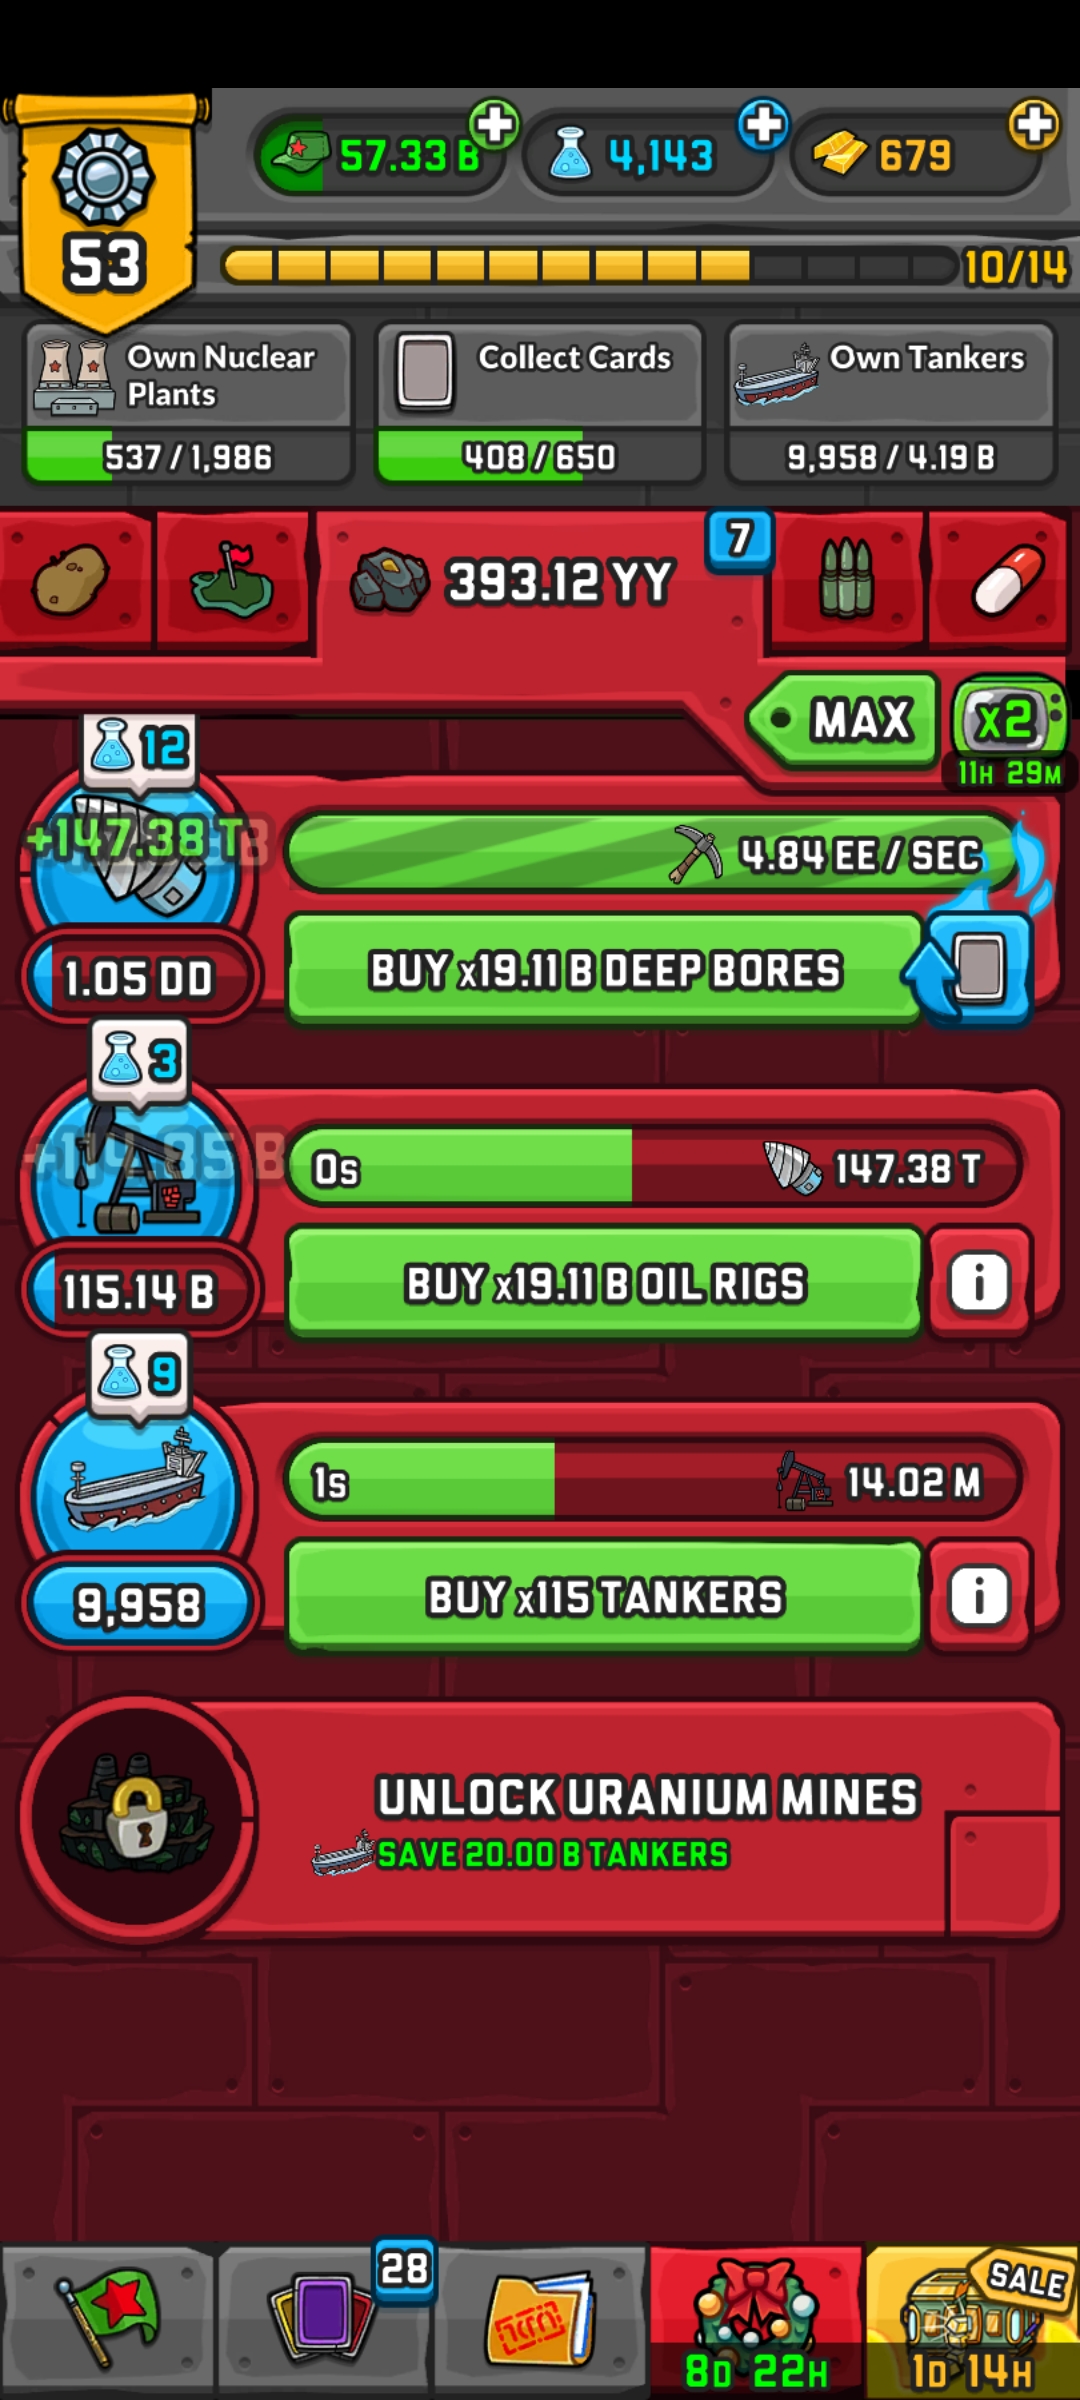 57.33 B
4,143
679
53
10/14
Own Nuclear
Plants
537 / 1,986
Collect Cards
408 / 650
Own Tankers
9,958 / 4.19 B
393.12 YY
7
MAX
x2
11H 29M
12
+147.38 T
4.84 EE / SEC
1.05 DD
BUY x19.11 B DEEP BORES
3
0s
147.38 T
115.14 B
BUY x19.11 B OIL RIGS
i
9
1s
14.02 M
9,958
BUY x115 TANKERS
i
UNLOCK URANIUM MINES
SAVE 20.00 B TANKERS
28
SALE
8D 22H
1D 14H